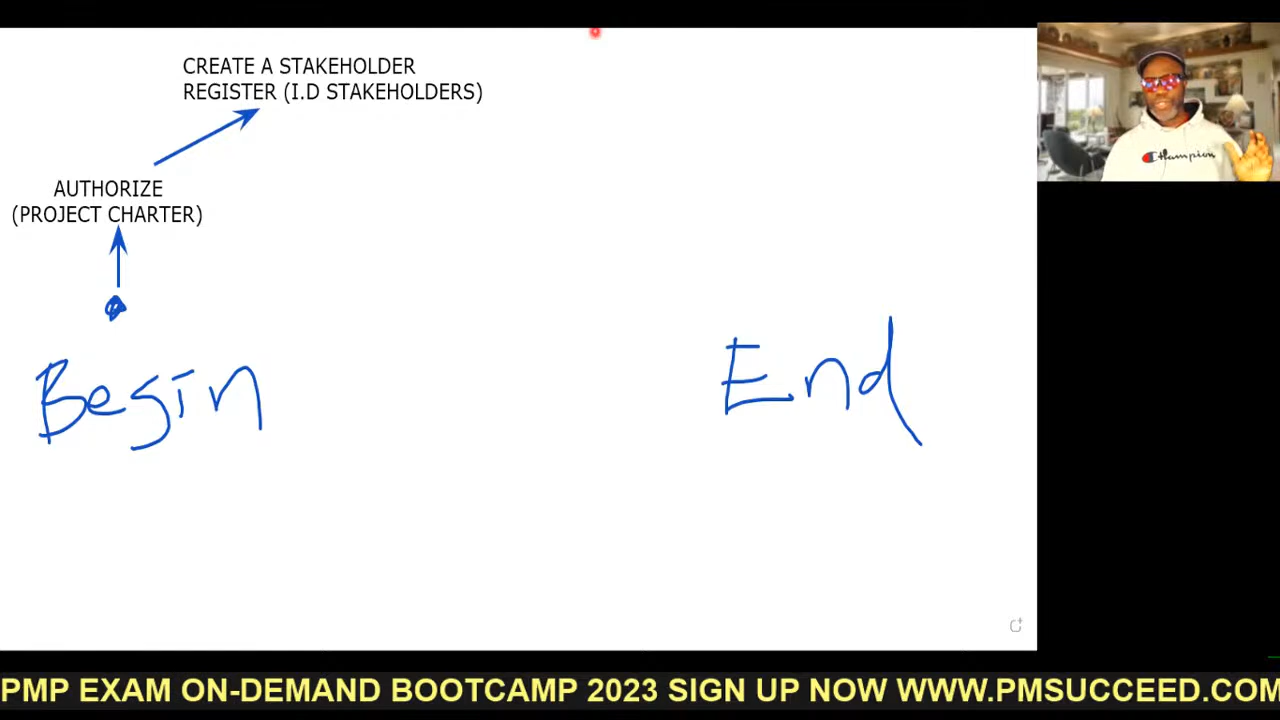 CREATE A STAKEHOLDER
REGISTER (I.D STAKEHOLDERS)
AUTHORIZE
(PROJECT CHARTER)
Begin
End
Champion
PMP EXAM ON-DEMAND BOOTCAMP 2023 SIGN UP NOW WWW.PMSUCCEED.COM